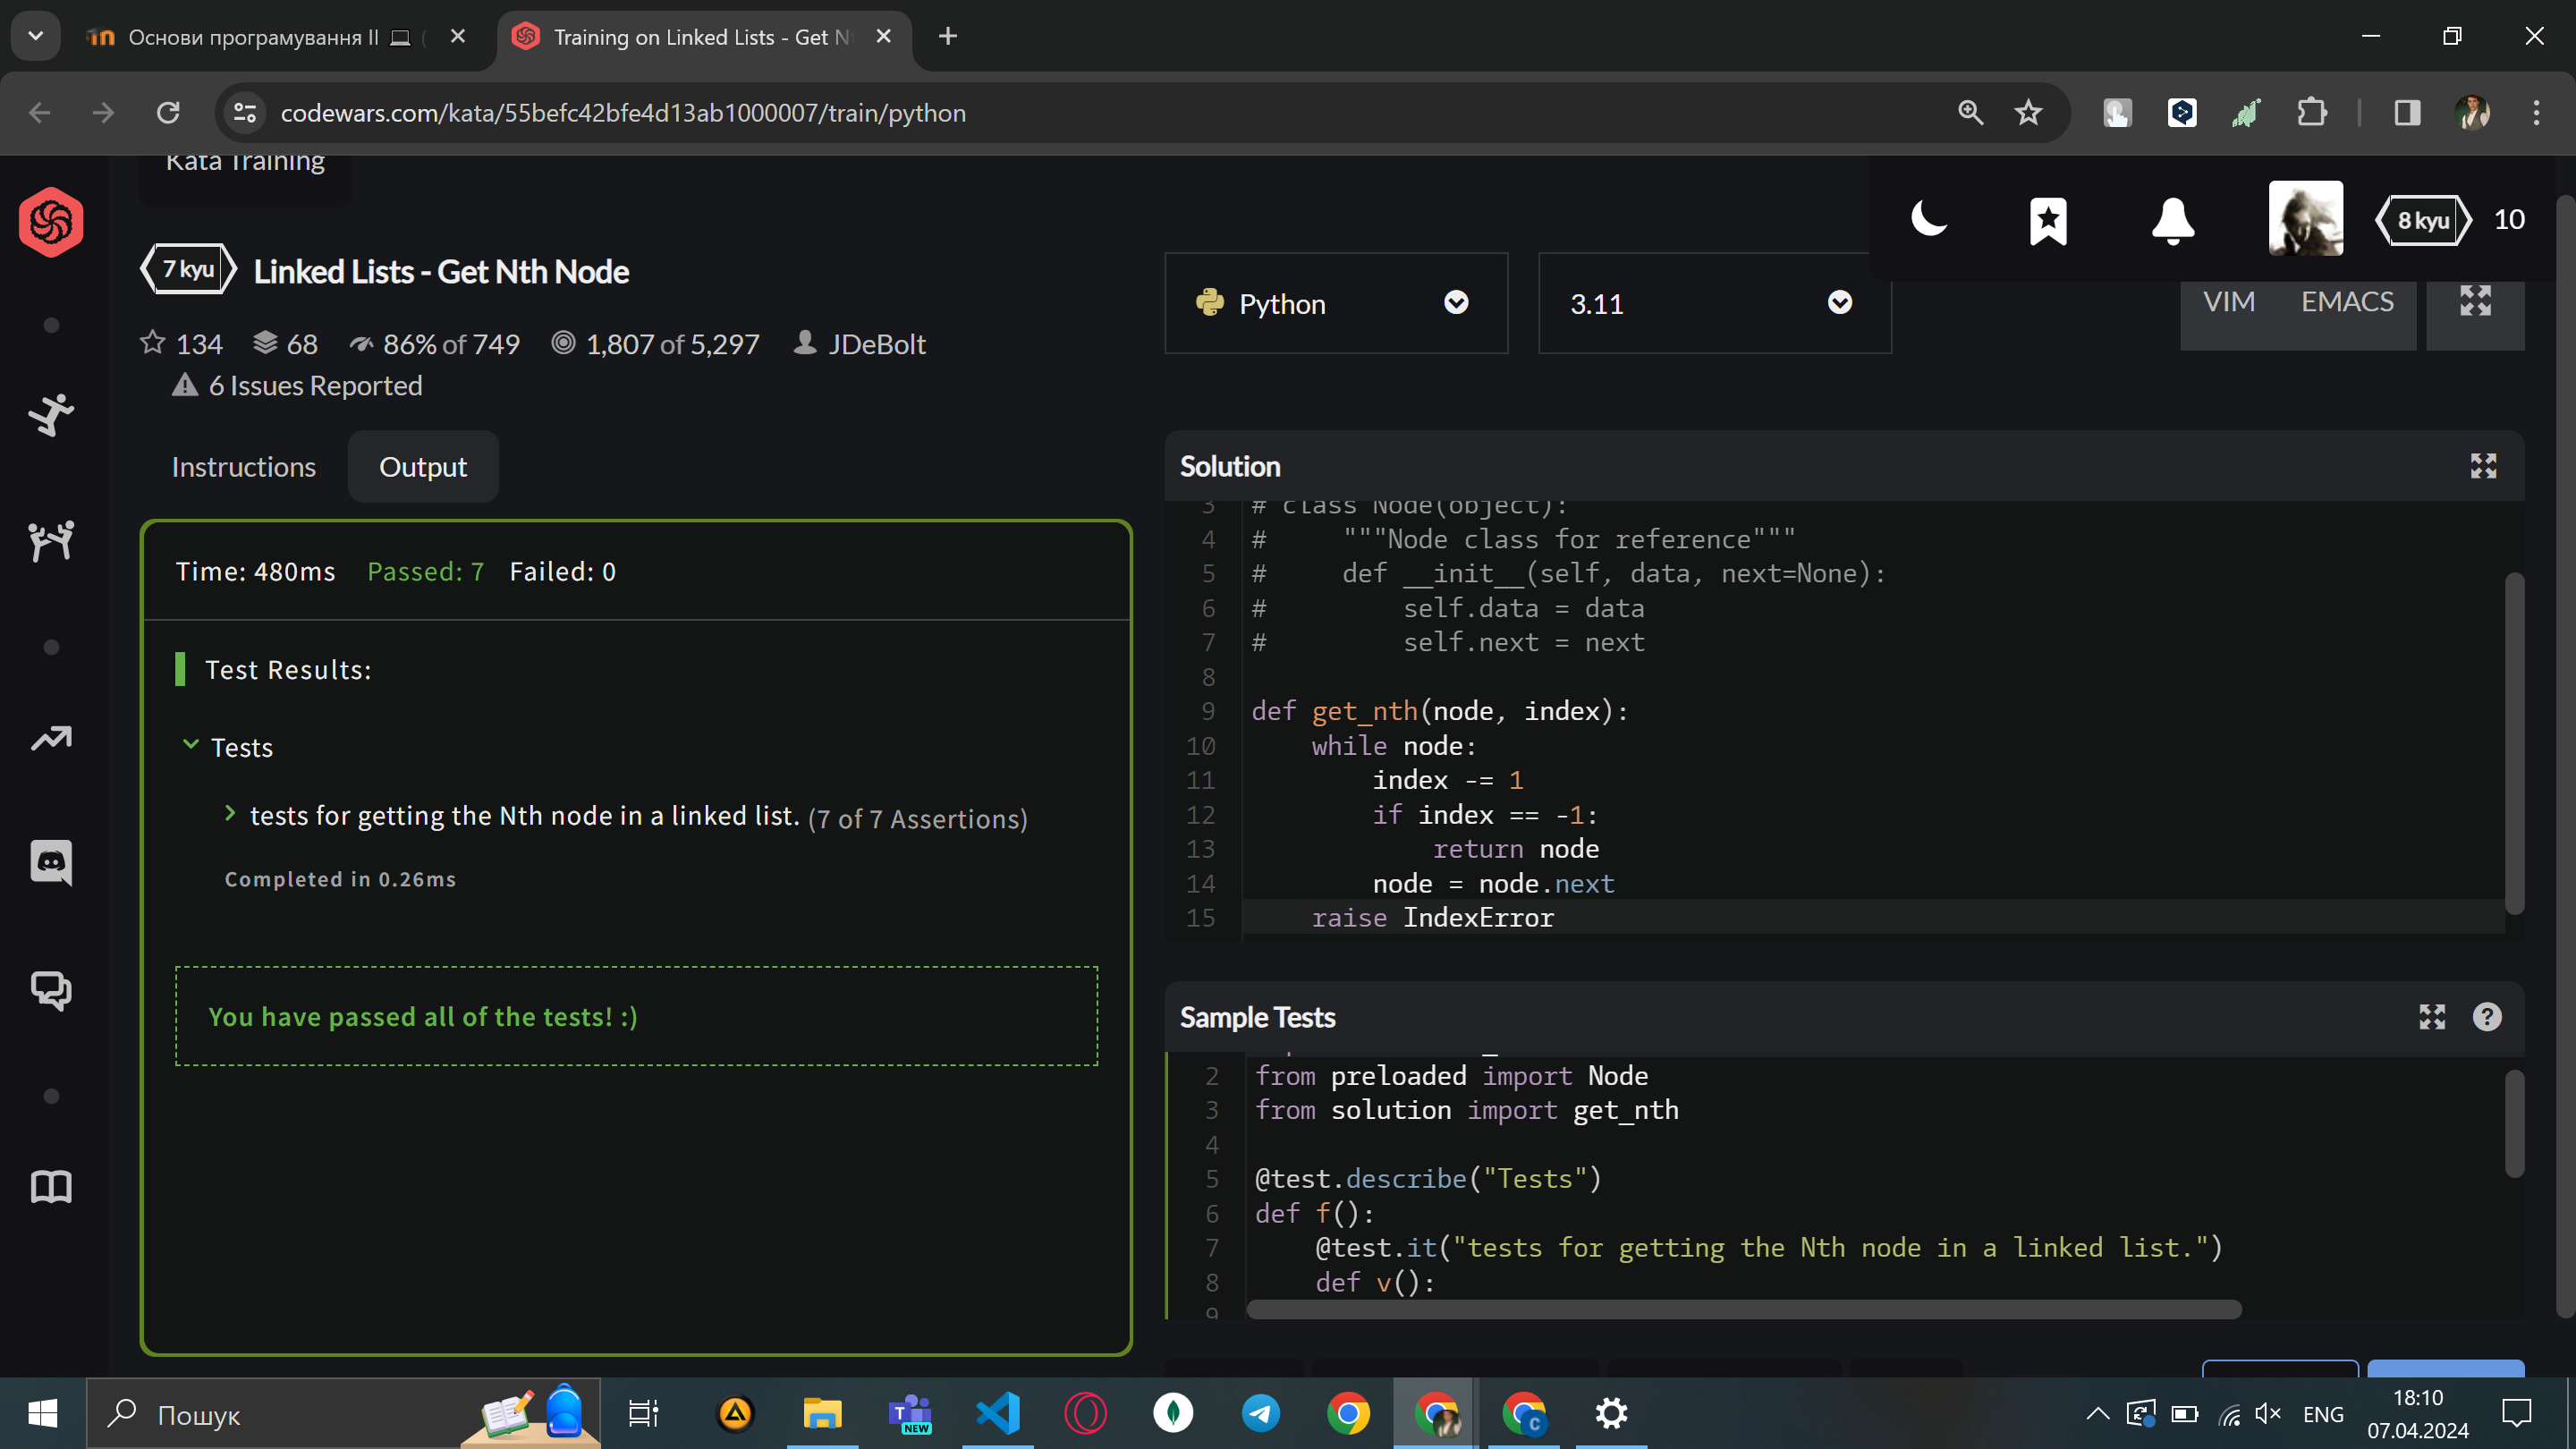 Основи програмування II 💻 (
Training on Linked Lists - Get N
codewars.com/kata/55befc42bfe4d13ab1000007/train/python
Kata Training
8 kyu 10
7 kyu Linked Lists - Get Nth Node
134 68 86% of 749 1,807 of 5,297 JDeBolt
6 Issues Reported
Python 3.11 VIM EMACS
Instructions Output
Time: 480ms Passed: 7 Failed: 0
Test Results:
Tests
tests for getting the Nth node in a linked list. (7 of 7 Assertions)
Completed in 0.26ms
You have passed all of the tests! :)
Solution
3 # class Node(object):
4 #     """Node class for reference"""
5 #     def __init__(self, data, next=None):
6 #         self.data = data
7 #         self.next = next
8
9 def get_nth(node, index):
10     while node:
11         index -= 1
12         if index == -1:
13             return node
14         node = node.next
15     raise IndexError
Sample Tests
2 from preloaded import Node
3 from solution import get_nth
4
5 @test.describe("Tests")
6 def f():
7     @test.it("tests for getting the Nth node in a linked list.")
8     def v():
9
Пошук
NEW
ENG
18:10
07.04.2024